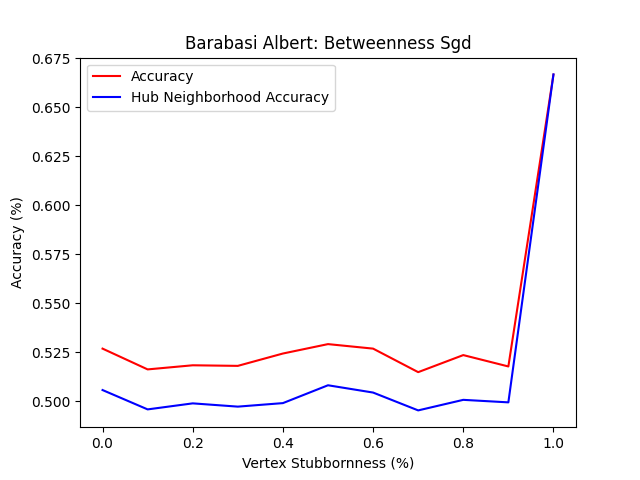 Barabasi Albert: Betweenness Sgd
Accuracy
Hub Neighborhood Accuracy
Accuracy (%)
0.675
0.650
0.625
0.600
0.575
0.550
0.525
0.500
0.0 0.2 0.4 0.6 0.8 1.0
Vertex Stubbornness (%)